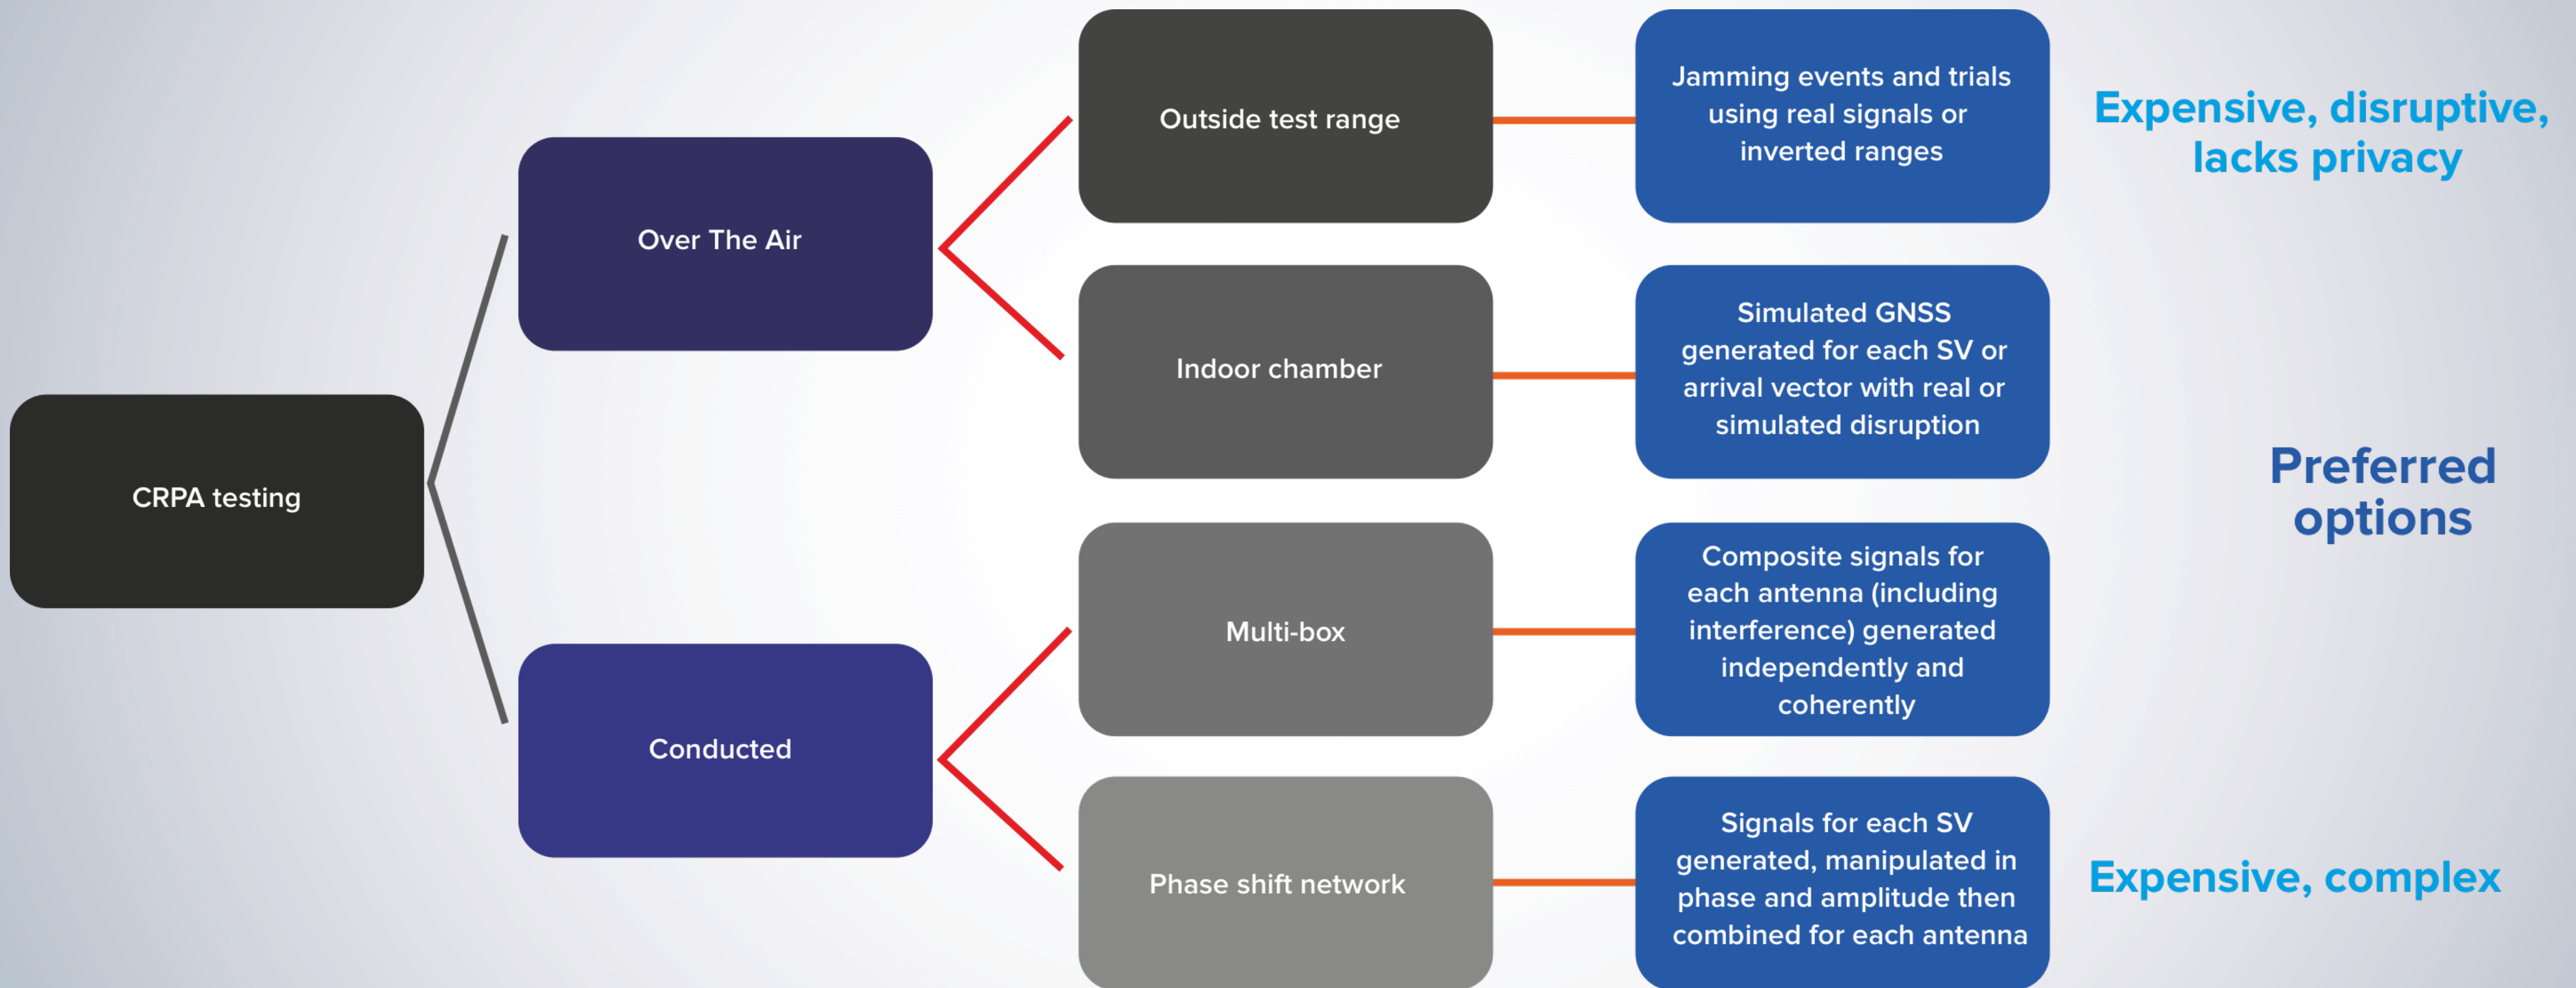 CRPA testing
Over The Air
Conducted
Outside test range
Jamming events and trials
using real signals or
inverted ranges
Expensive, disruptive,
lacks privacy
Indoor chamber
Simulated GNSS
generated for each SV or
arrival vector with real or
simulated disruption
Preferred
options
Multi-box
Composite signals for
each antenna (including
interference) generated
independently and
coherently
Phase shift network
Signals for each SV
generated, manipulated in
phase and amplitude then
combined for each antenna
Expensive, complex